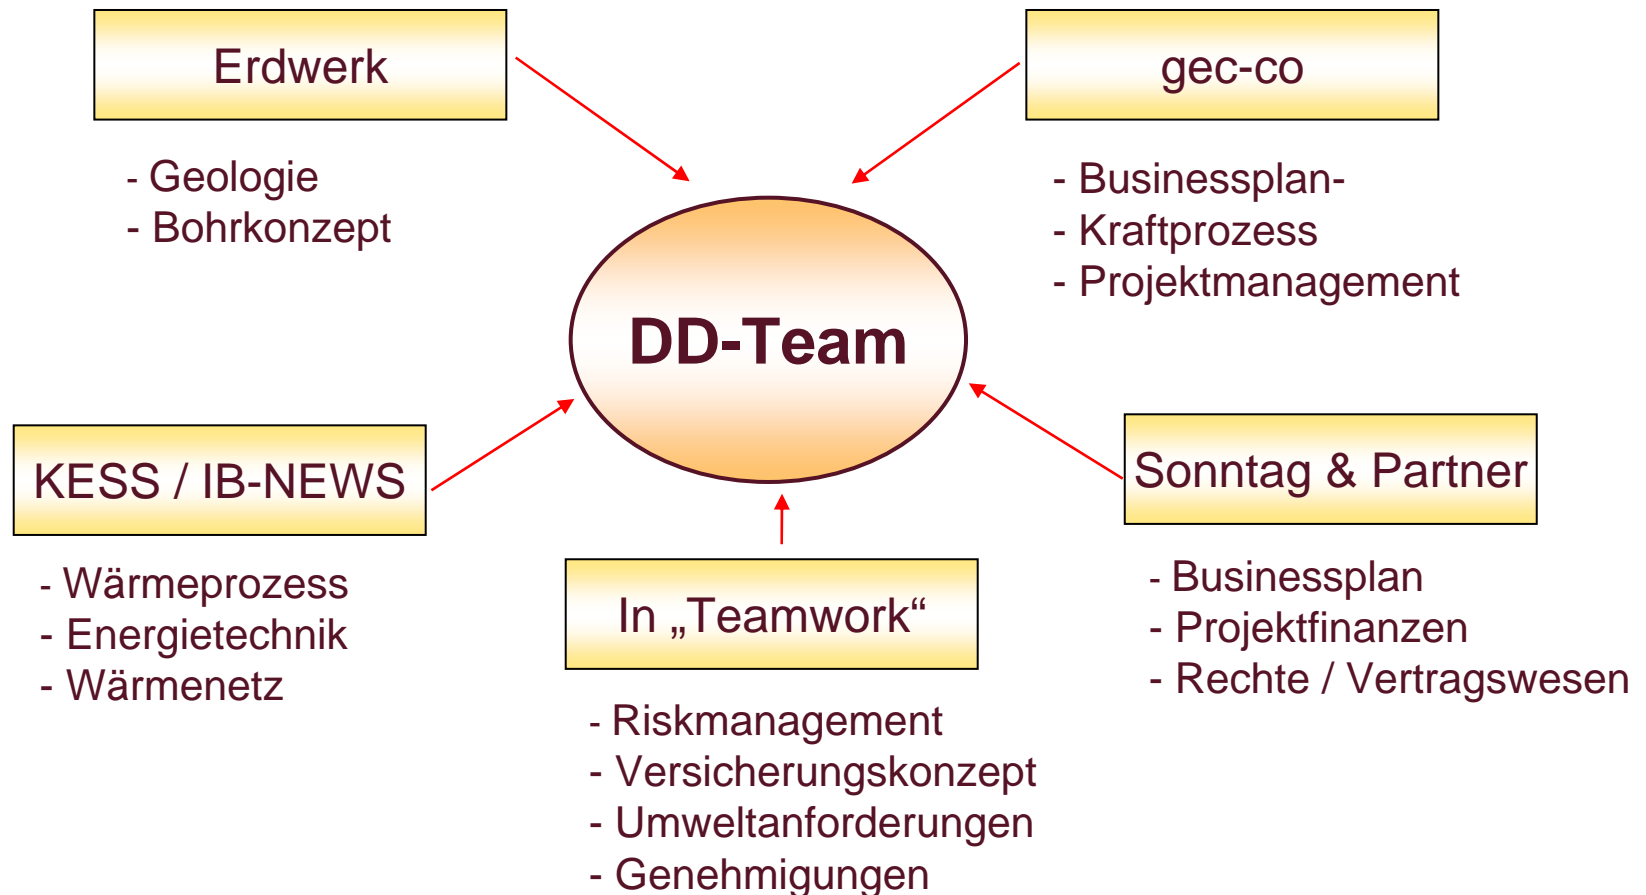 Erdwerk
- Geologie
- Bohrkonzept
gec-co
- Businessplan-
- Kraftprozess
- Projektmanagement
DD-Team
KESS / IB-NEWS
- Wärmeprozess
- Energietechnik
- Wärmenetz
In „Teamwork“
- Riskmanagement
- Versicherungskonzept
- Umweltanforderungen
- Genehmigungen
Sonntag & Partner
- Businessplan
- Projektfinanzen
- Rechte / Vertragswesen